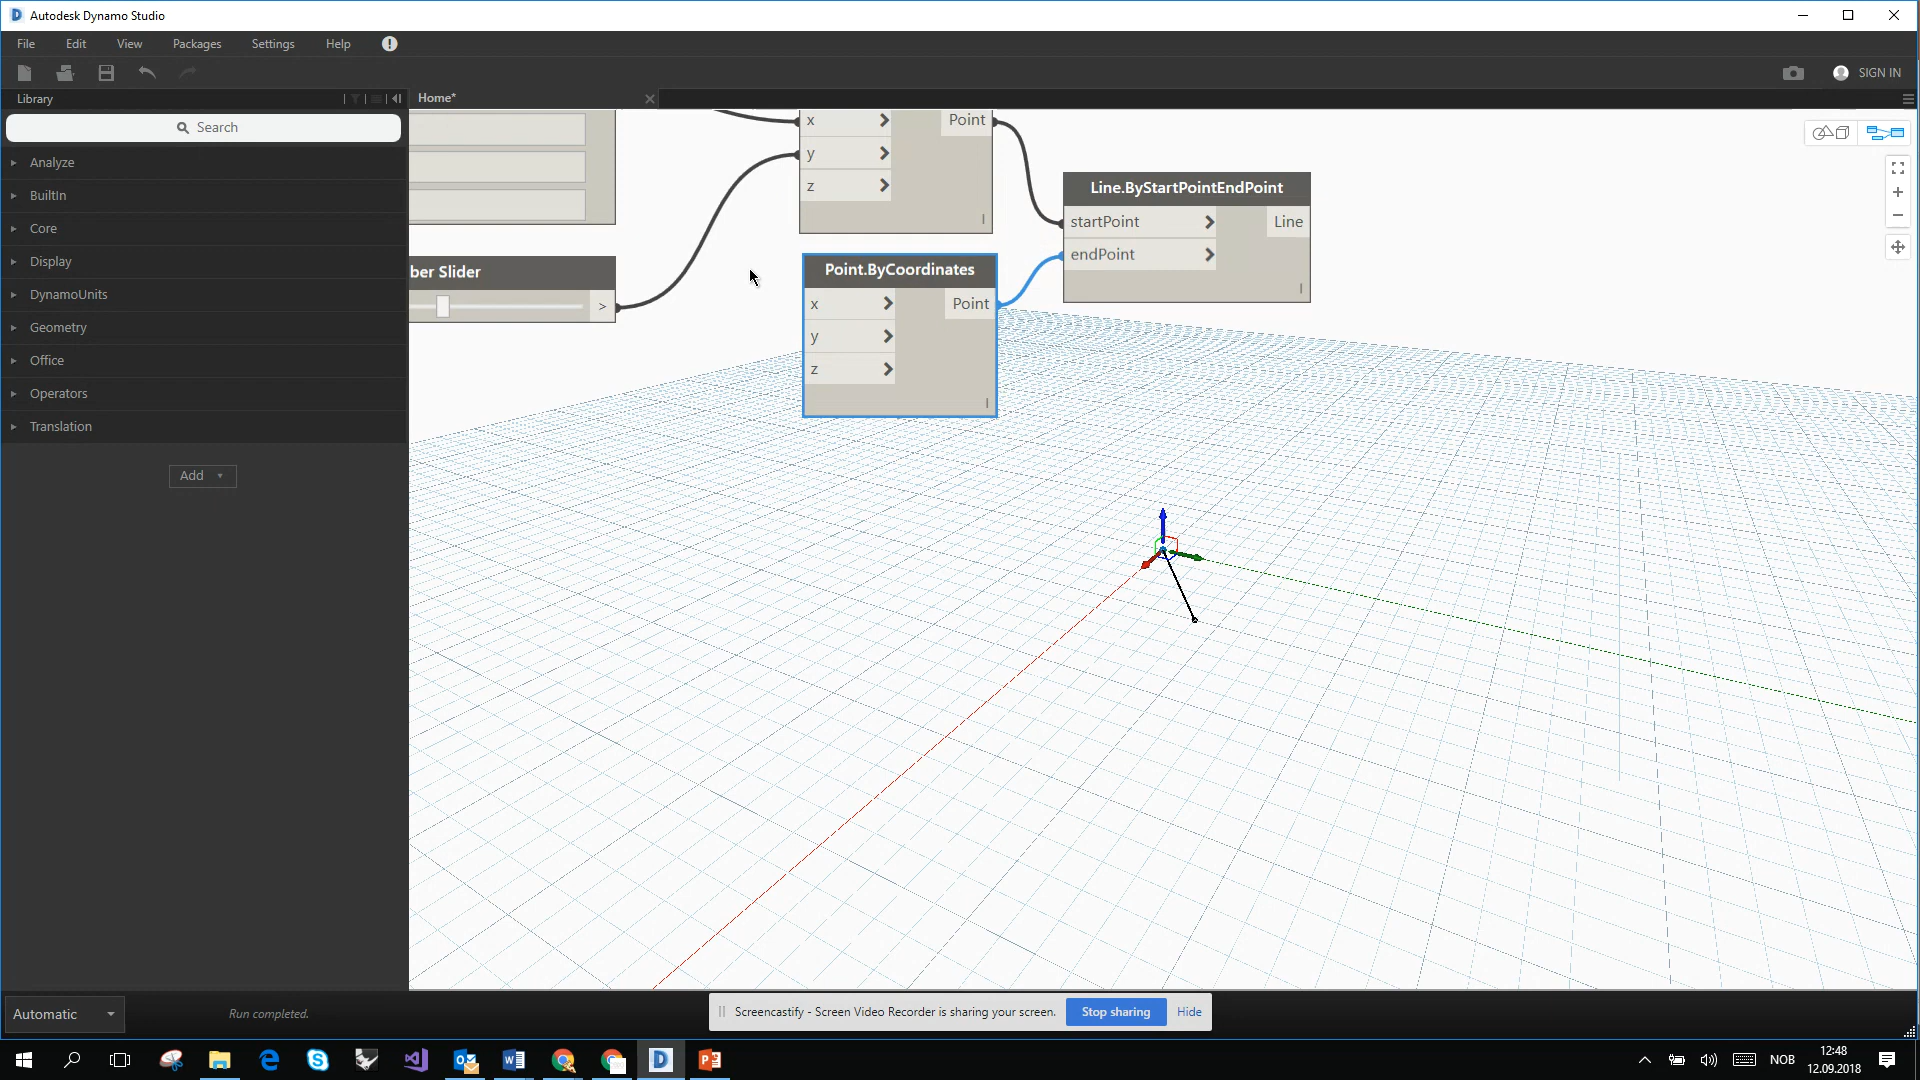 Autodesk Dynamo Studio
File Edit View Packages Settings Help
SIGN IN
Library
Home*
Search
Analyze
BuiltIn
Core
Display
DynamoUnits
Geometry
Office
Operators
Translation
Add
x Point
y
z
Line.ByStartPointEndPoint
startPoint Line
endPoint
ber Slider
>
Point.ByCoordinates
x Point
y
z
Automatic
Run completed.
Screencastify - Screen Video Recorder is sharing your screen.
Stop sharing
Hide
NOB
12:48
12.09.2018